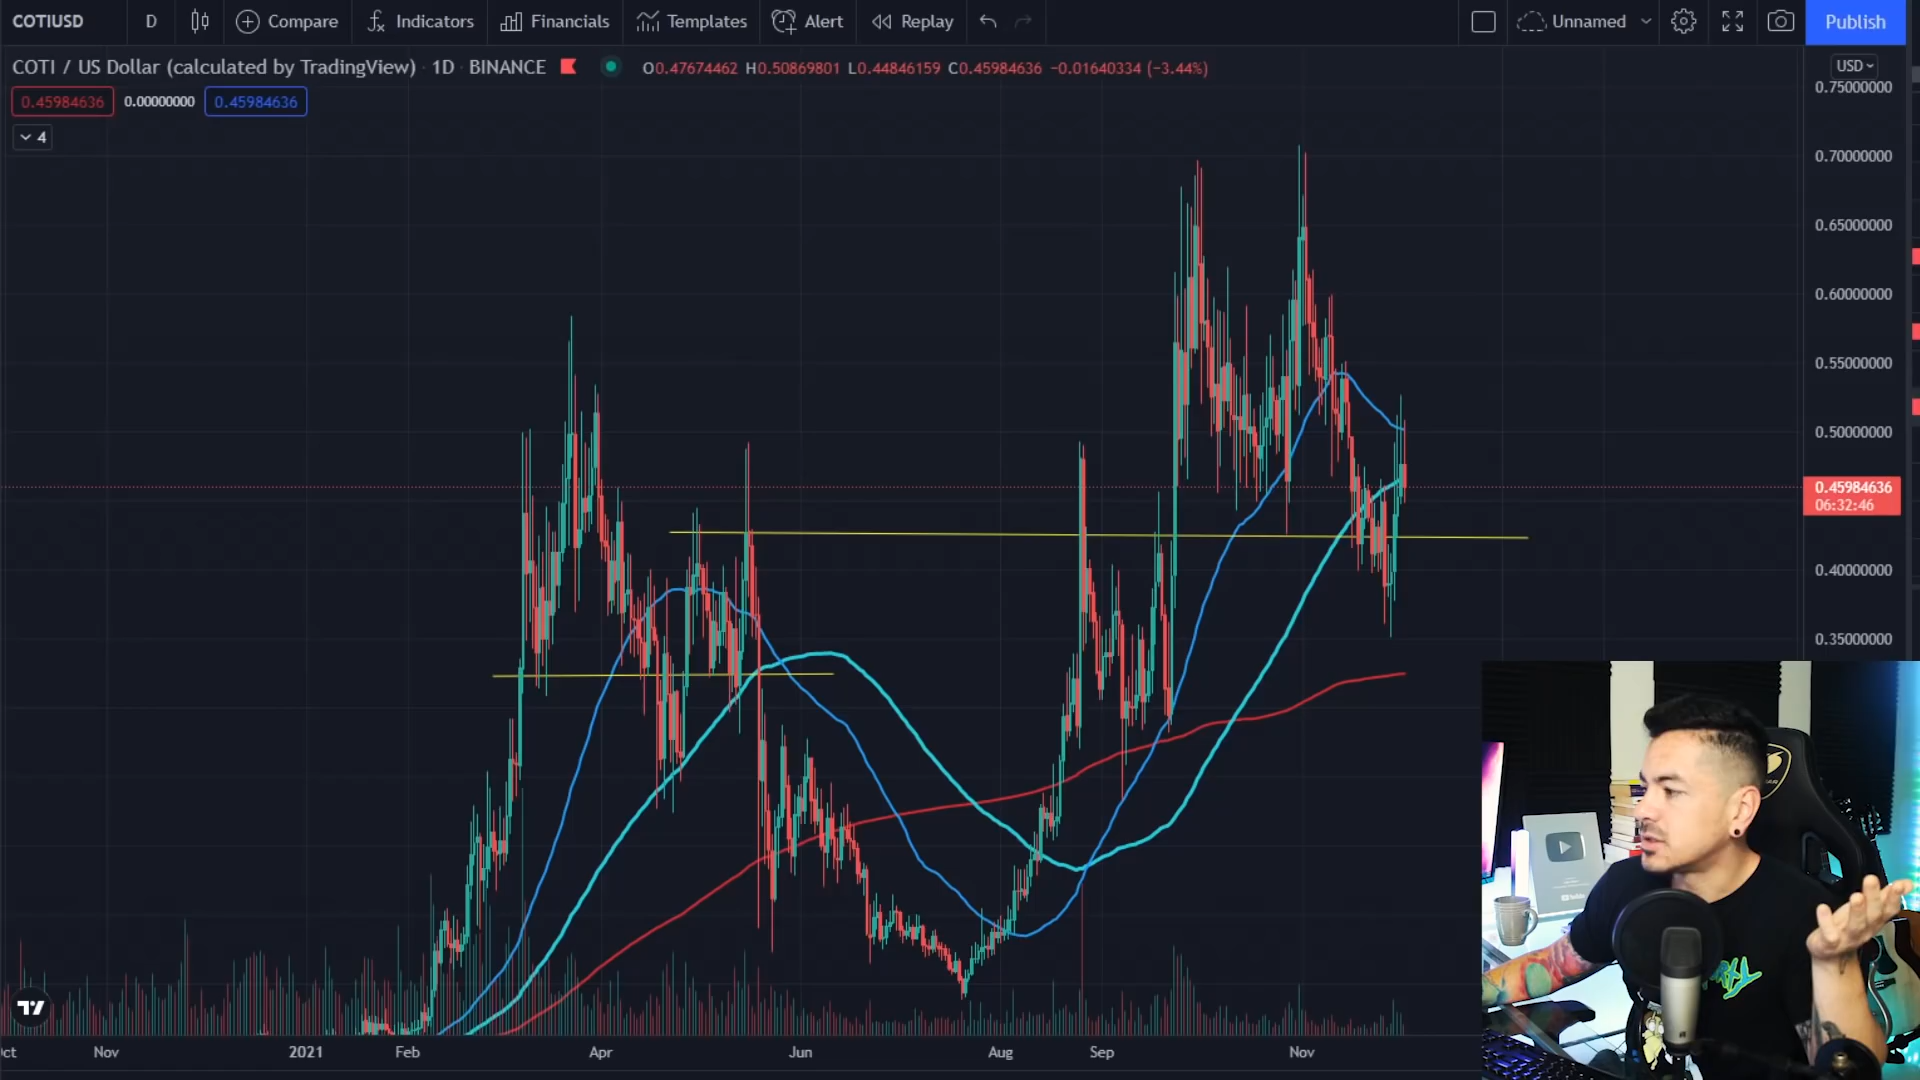 COTIUSD D Compare Indicators Financials Templates Alert Replay Unnamed Publish
COTI / US Dollar (calculated by TradingView) · 1D · BINANCE O0.47674462 H0.50869801 L0.44846159 C0.45984636 −0.01640334 (−3.44%)
USD
0.45984636 0.00000000 0.45984636
4
0.75000000
0.70000000
0.65000000
0.60000000
0.55000000
0.50000000
0.45984636
06:32:46
0.40000000
0.35000000
ct Nov 2021 Feb Apr Jun Aug Sep Nov